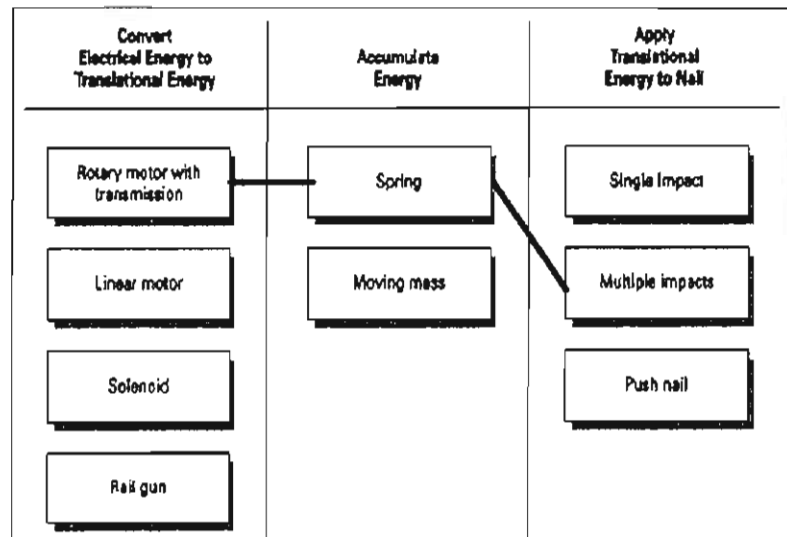 Convert
Electrical Energy to
Translational Energy
Accumulate
Energy
Apply
Translational
Energy to Nail
Rotary motor with
transmission
Spring
Single Impact
Linear motor
Moving mass
Multiple impacts
Solenoid
Push nail
Rail gun